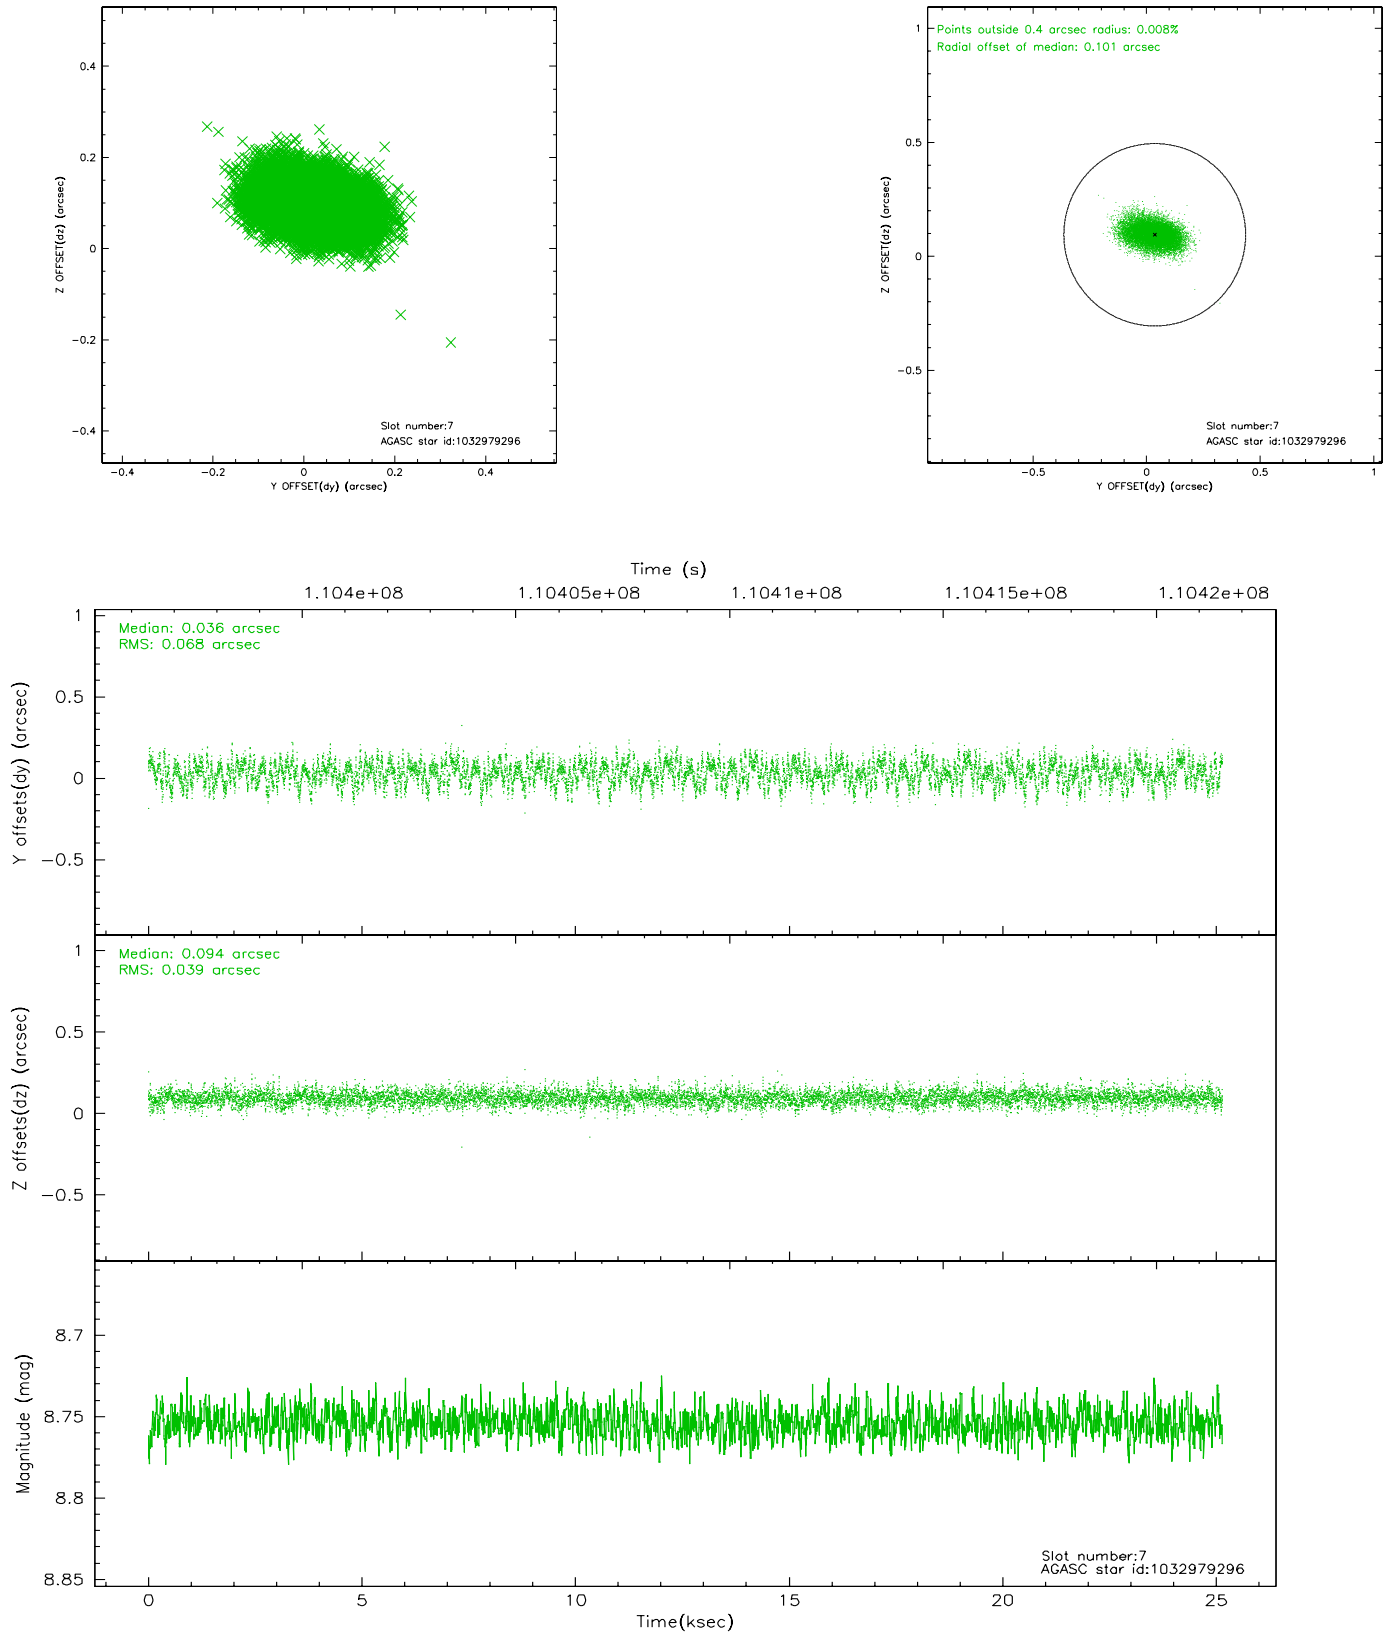 0.4
0.2
0
-0.2
-0.4
Z OFFSET(dz) (arcsec)
Slot number:7
AGASC star id:1032979296
-0.4 -0.2 0 0.2 0.4
Y OFFSET(dy) (arcsec)
Points outside 0.4 arcsec radius: 0.008%
Radial offset of median: 0.101 arcsec
1
0.5
0
-0.5
Z OFFSET(dz) (arcsec)
Slot number:7
AGASC star id:1032979296
-0.5 0 0.5 1
Y OFFSET(dy) (arcsec)
Time (s)
1.104e+08 1.10405e+08 1.1041e+08 1.10415e+08 1.1042e+08
Median: 0.036 arcsec
RMS: 0.068 arcsec
1
0.5
0
-0.5
Y offsets(dy) (arcsec)
Median: 0.094 arcsec
RMS: 0.039 arcsec
1
0.5
0
-0.5
Z offsets(dz) (arcsec)
8.7
8.75
8.8
8.85
Magnitude (mag)
Slot number:7
AGASC star id:1032979296
0 5 10 15 20 25
Time(ksec)